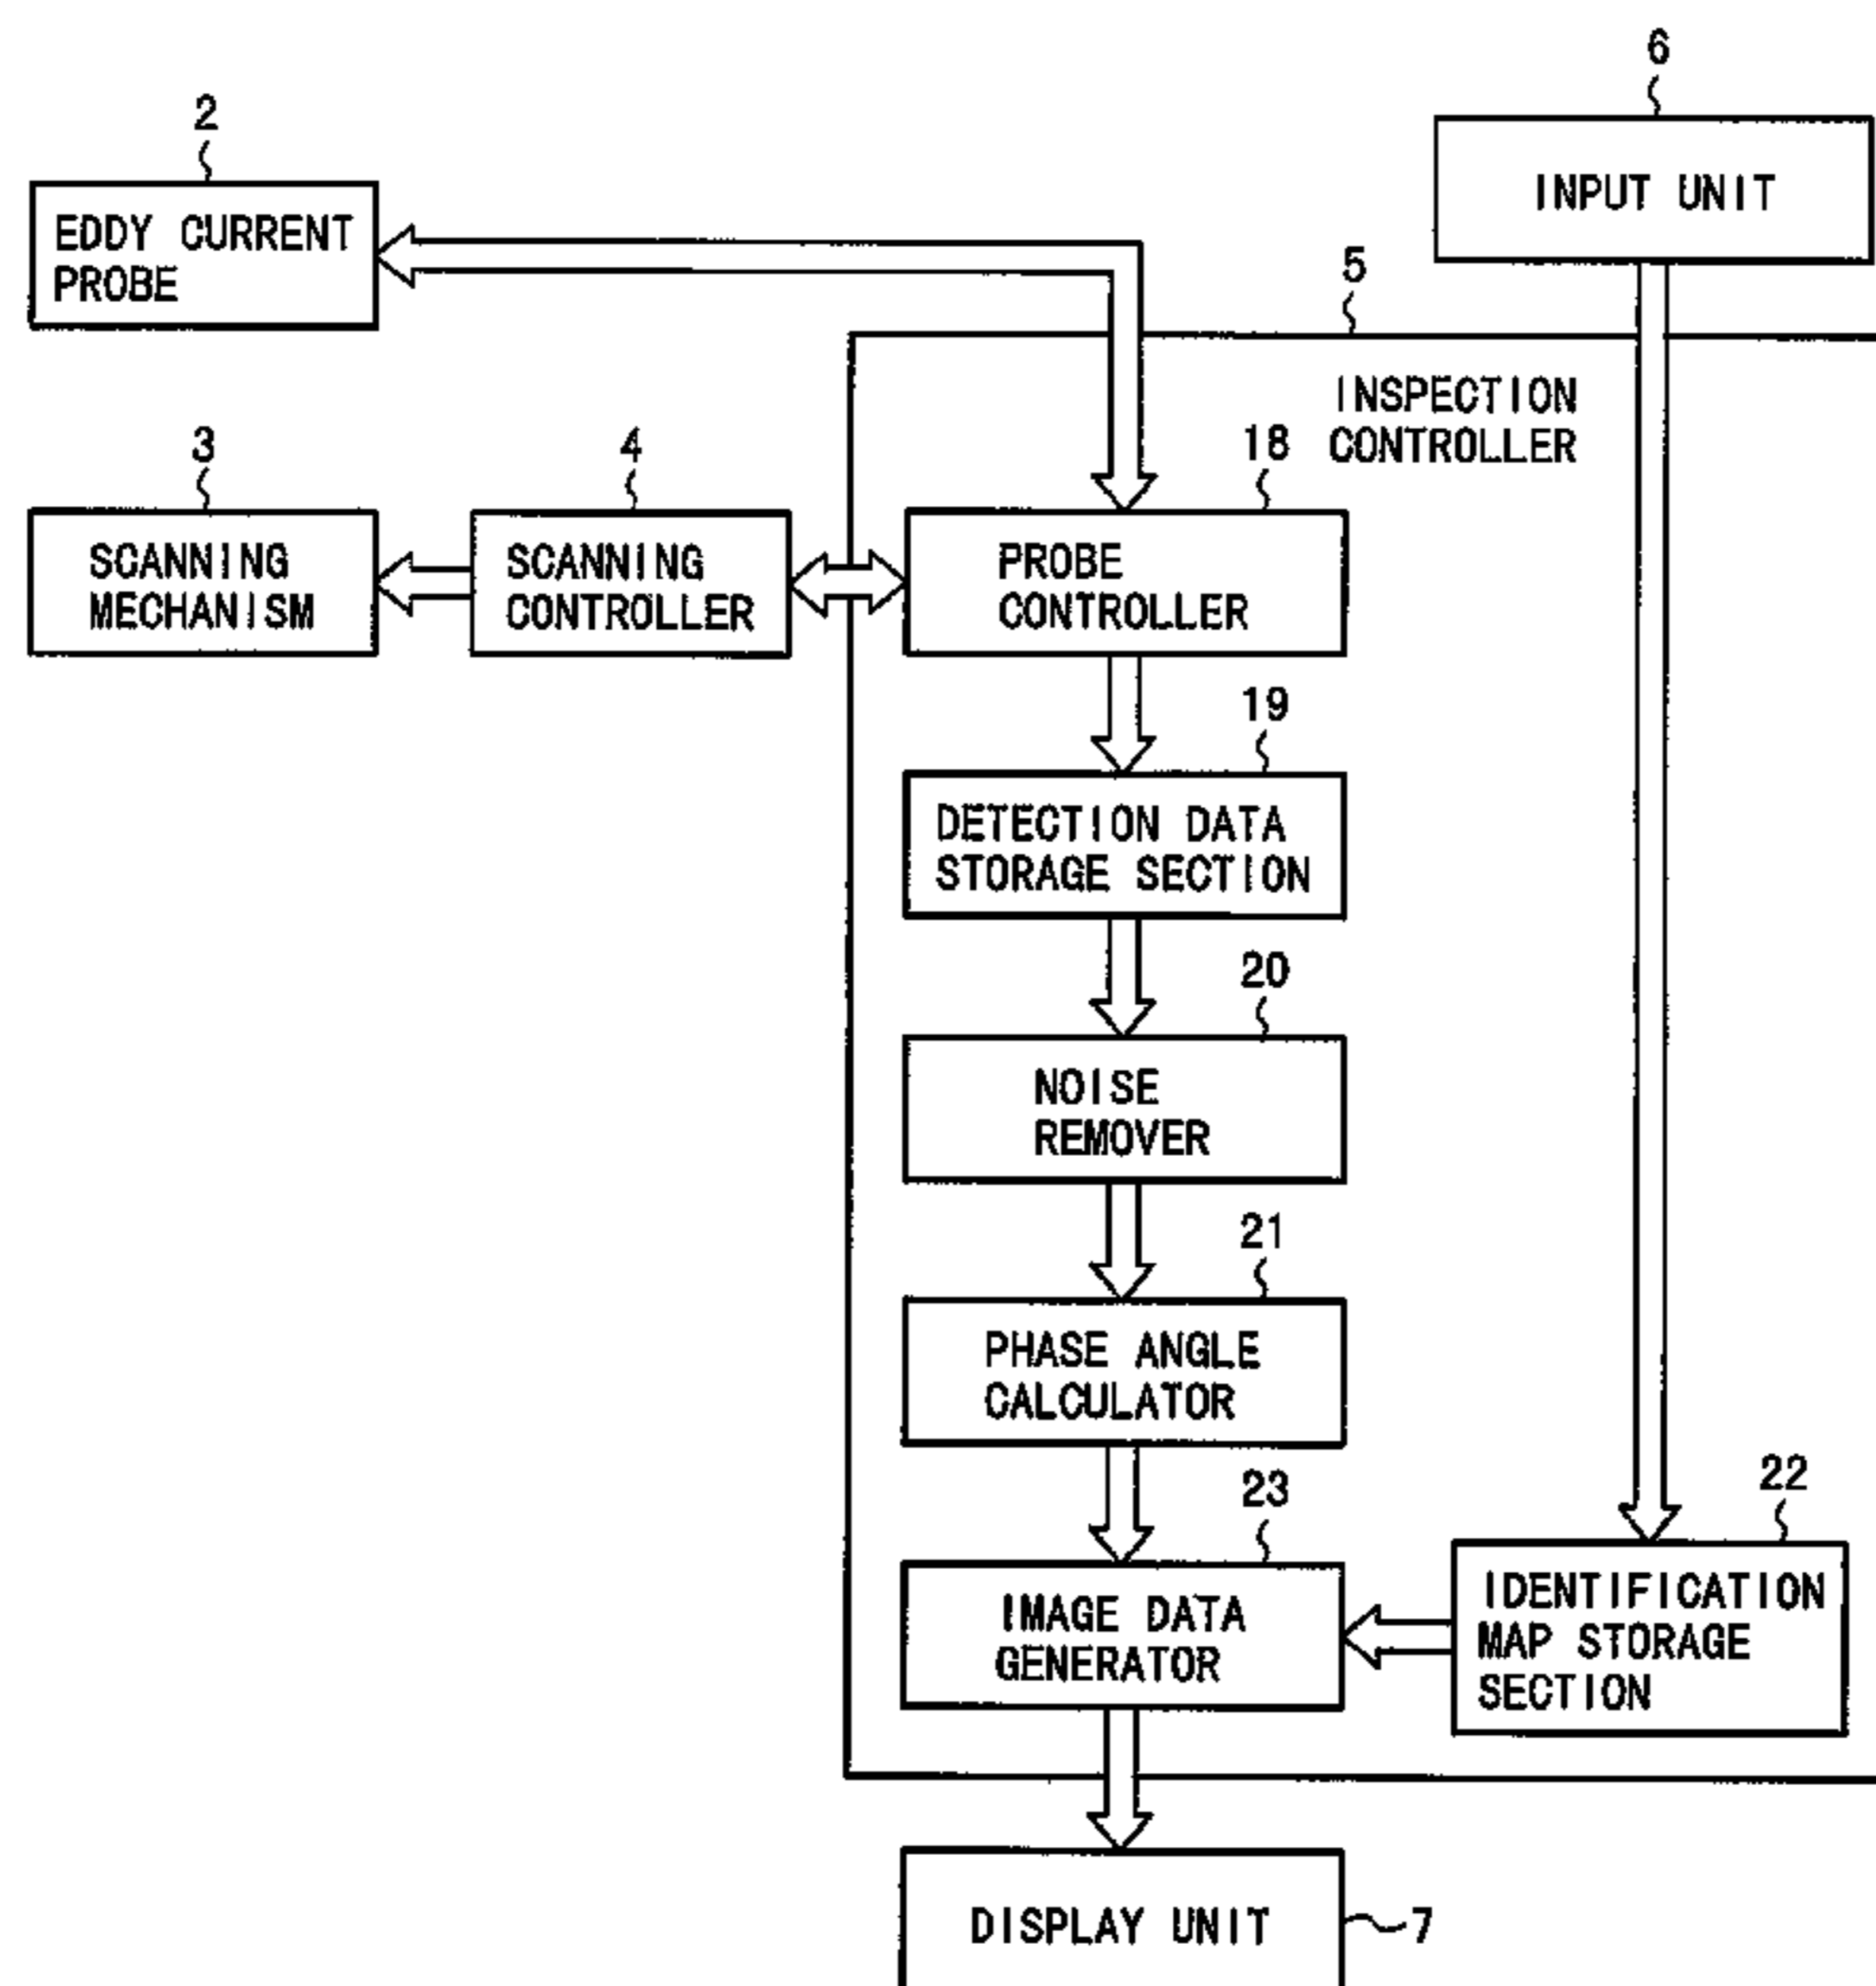 6
INPUT UNIT
2
EDDY CURRENT
PROBE
5
INSPECTION
CONTROLLER
3
SCANNING
MECHANISM
4
SCANNING
CONTROLLER
18
PROBE
CONTROLLER
19
DETECTION DATA
STORAGE SECTION
20
NOISE
REMOVER
21
PHASE ANGLE
CALCULATOR
23
IMAGE DATA
GENERATOR
22
IDENTIFICATION
MAP STORAGE
SECTION
DISPLAY UNIT
7